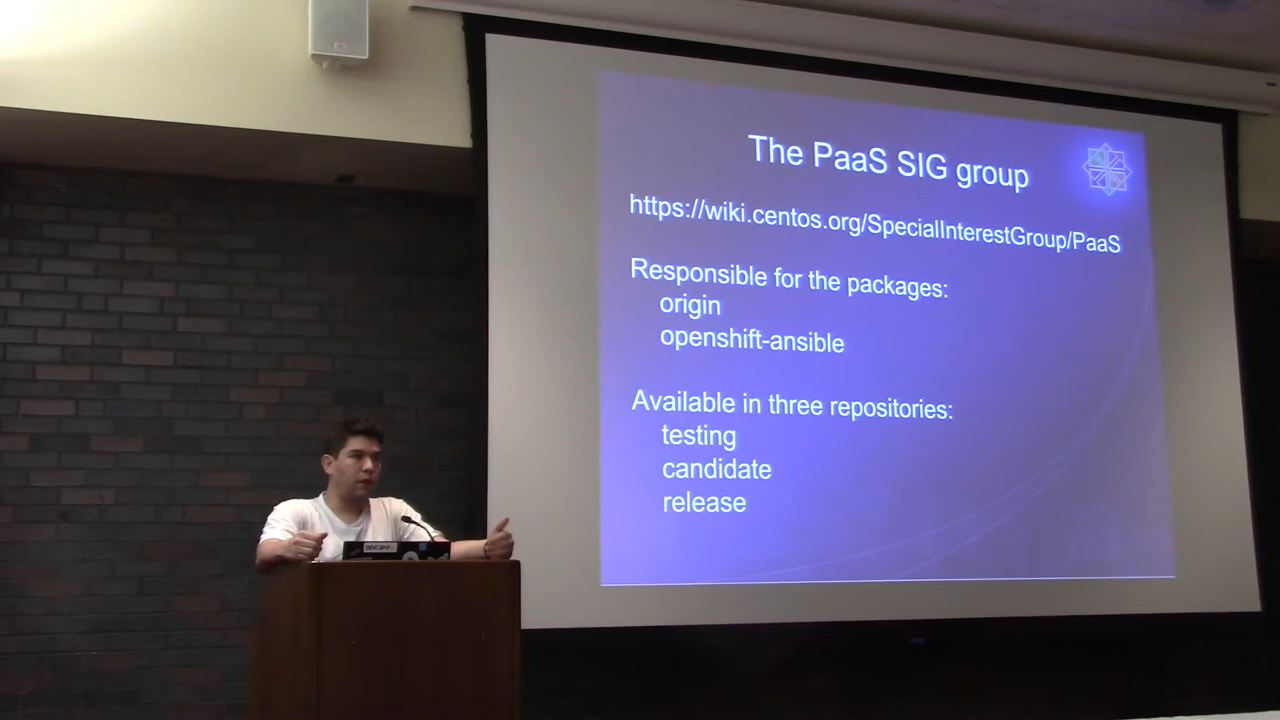 The PaaS SIG group
https://wiki.centos.org/SpecialInterestGroup/PaaS
Responsible for the packages:
origin
openshift-ansible
Available in three repositories:
testing
candidate
release